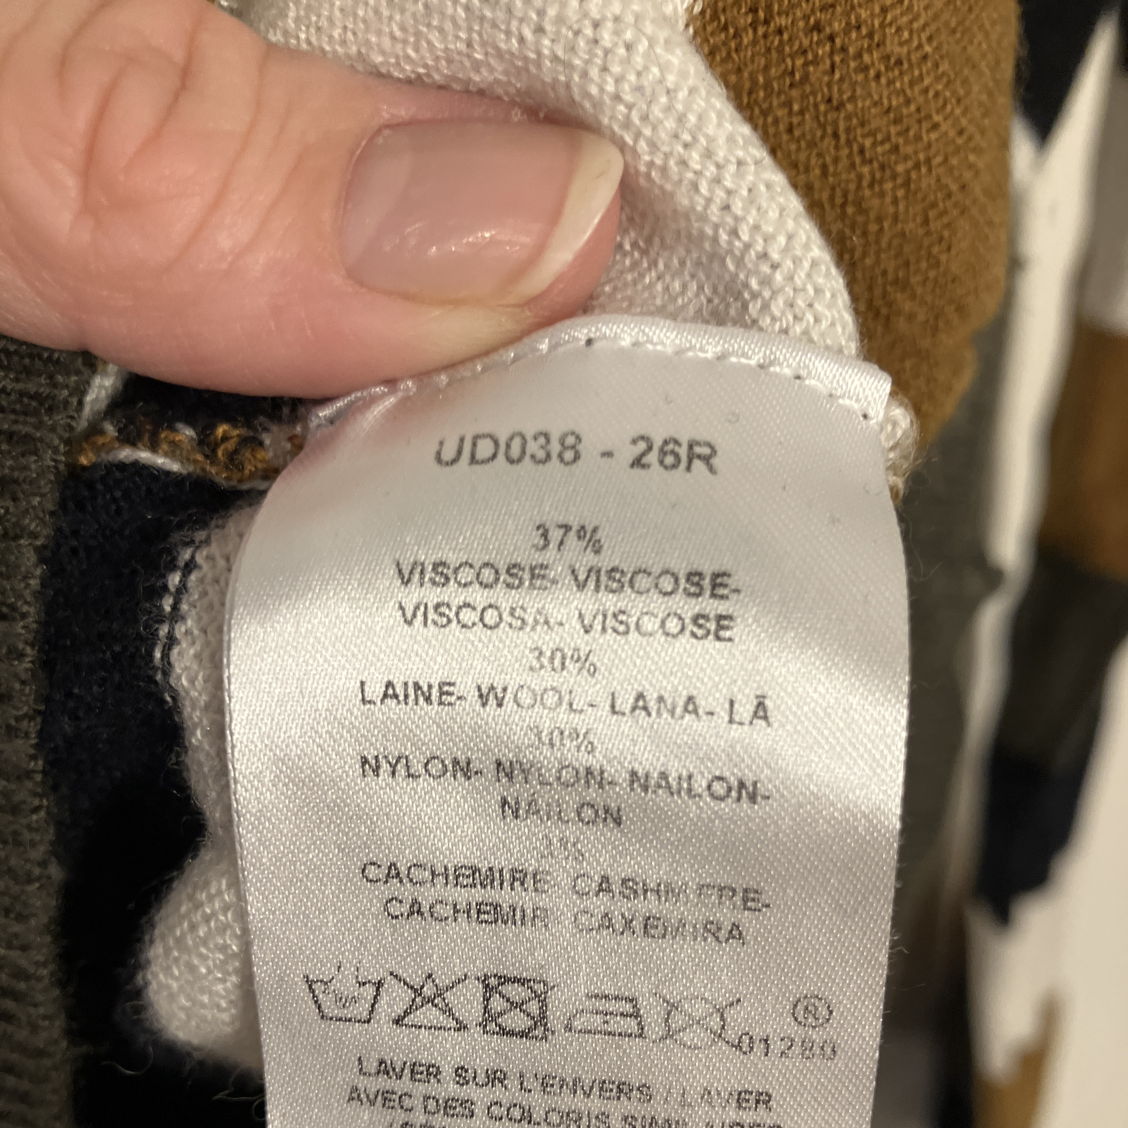 UD038 - 26R
37%
VISCOSE- VISCOSE-
VISCOSA- VISCOSE
30%
LAINE- WOOL- LANA- LÃ
30%
NYLON- NYLON- NAILON-
NAILON
3%
CACHEMIRE CASHMERE-
CACHEMIR CAXEMIRA
®
01280
LAVER SUR L'ENVERS / LAVER
AVEC DES COLORIS SIMILAIRES